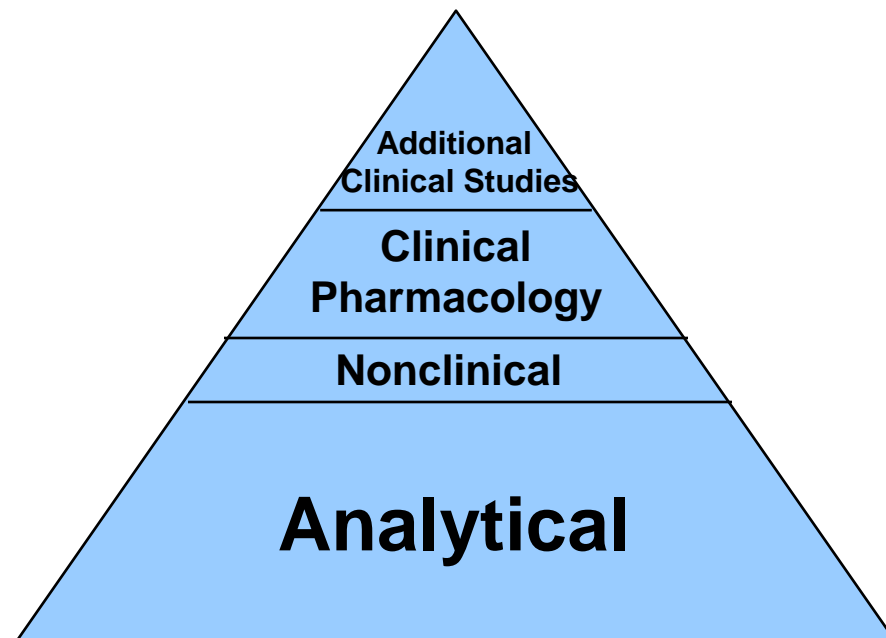 Additional
Clinical Studies
Clinical
Pharmacology
Nonclinical
Analytical